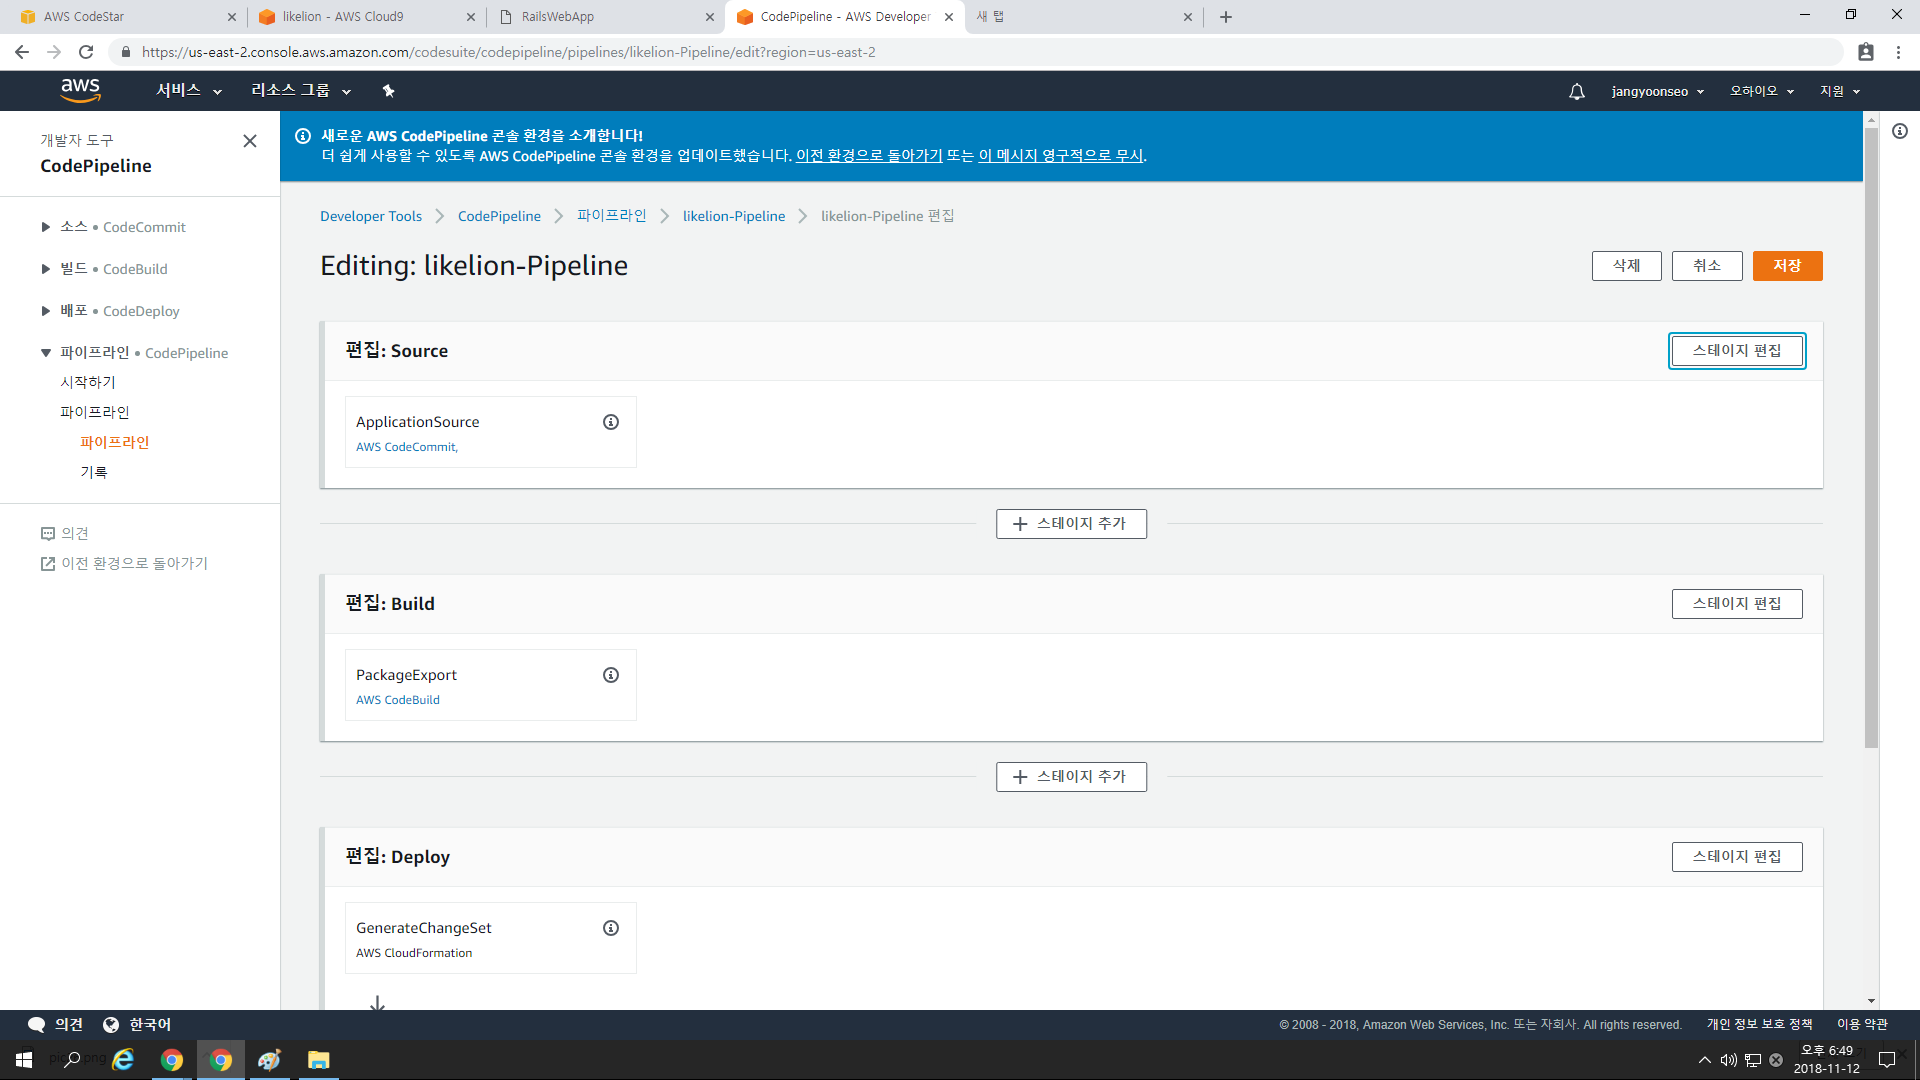 AWS CodeStar
likelion - AWS Cloud9
RailsWebApp
CodePipeline - AWS Developer
새 탭
https://us-east-2.console.aws.amazon.com/codesuite/codepipeline/pipelines/likelion-Pipeline/edit?region=us-east-2
aws
서비스
리소스 그룹
jangyoonseo
오하이오
지원
개발자 도구
CodePipeline
소스 • CodeCommit
빌드 • CodeBuild
배포 • CodeDeploy
파이프라인 • CodePipeline
시작하기
파이프라인
파이프라인
기록
의견
이전 환경으로 돌아가기
새로운 AWS CodePipeline 콘솔 환경을 소개합니다!
더 쉽게 사용할 수 있도록 AWS CodePipeline 콘솔 환경을 업데이트했습니다. 이전 환경으로 돌아가기 또는 이 메시지 영구적으로 무시.
Developer Tools
CodePipeline
파이프라인
likelion-Pipeline
likelion-Pipeline 편집
Editing: likelion-Pipeline
삭제
취소
저장
편집: Source
스테이지 편집
ApplicationSource
AWS CodeCommit,
스테이지 추가
편집: Build
스테이지 편집
PackageExport
AWS CodeBuild
스테이지 추가
편집: Deploy
스테이지 편집
GenerateChangeSet
AWS CloudFormation
의견
한국어
© 2008 - 2018, Amazon Web Services, Inc. 또는 자회사. All rights reserved.
개인 정보 보호 정책
이용 약관
오후 6:49
2018-11-12